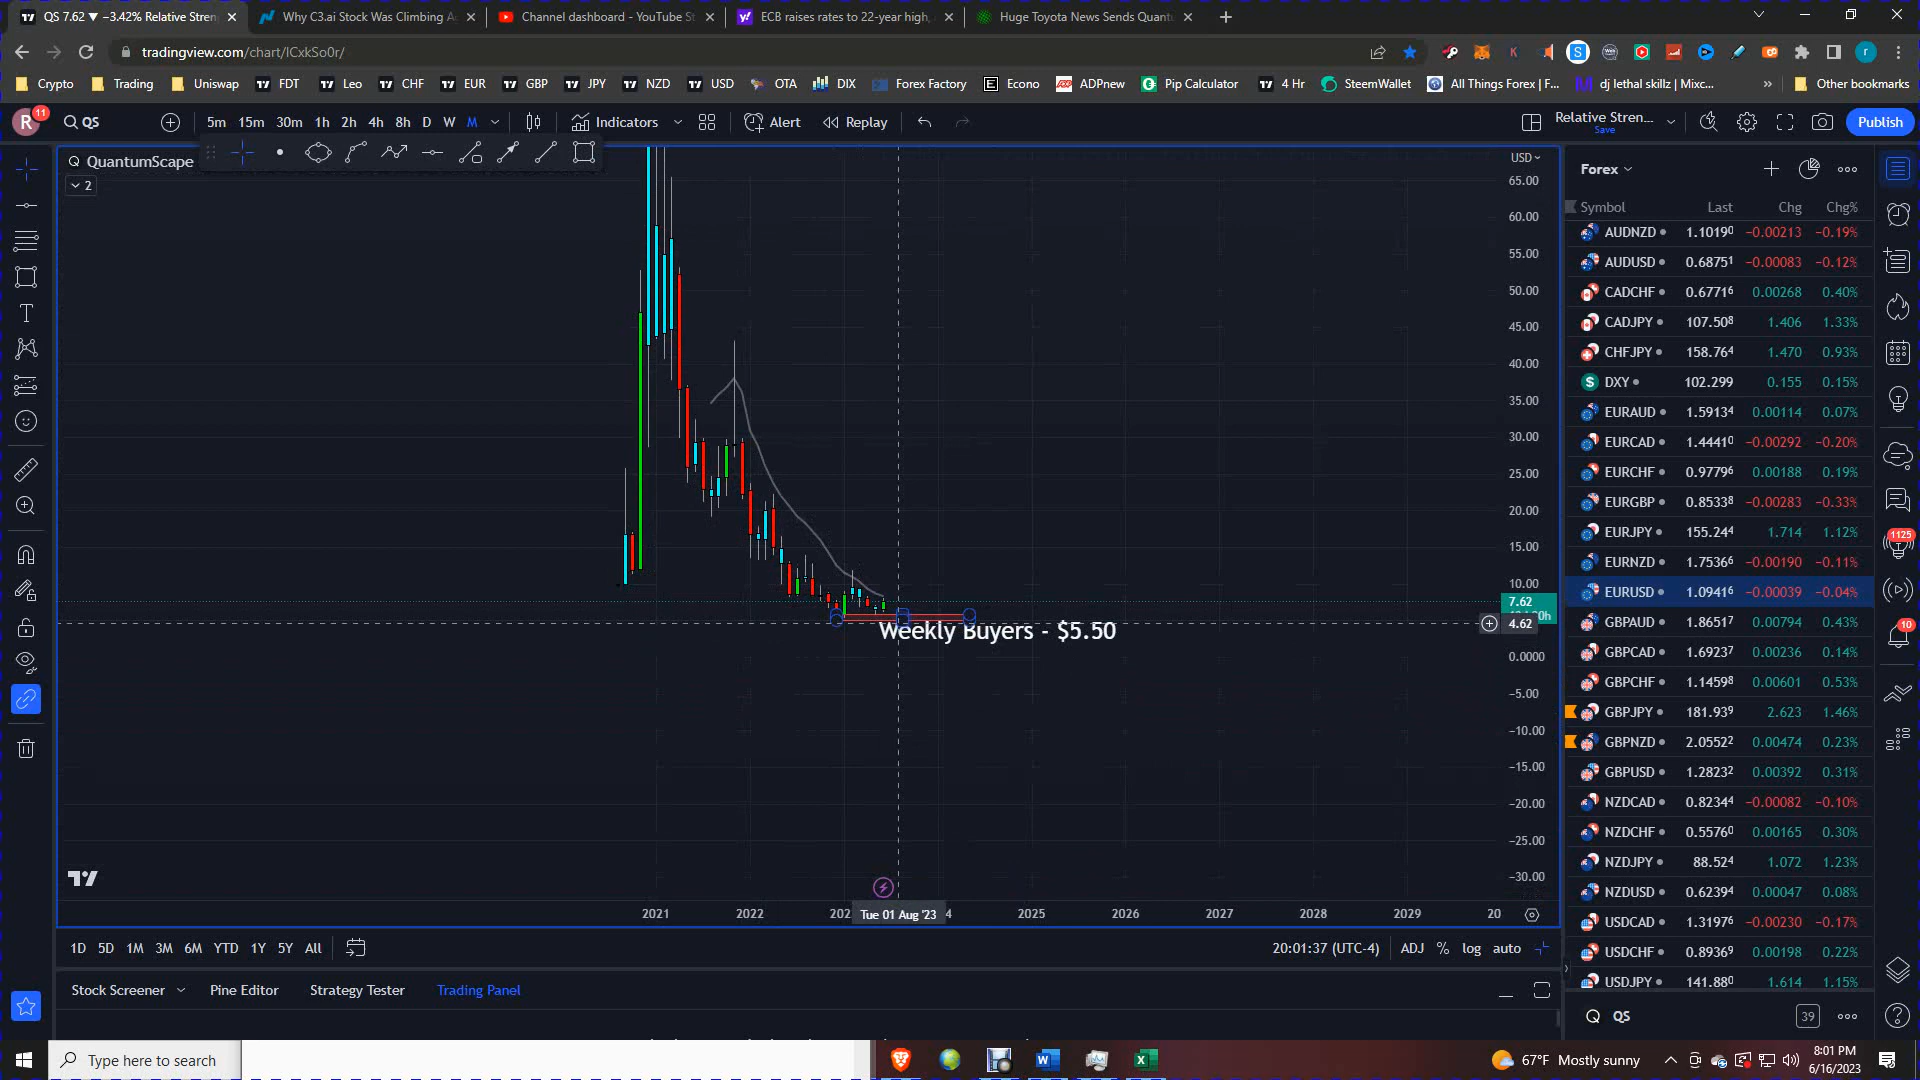 QS 7.62 ▼ −3.42% Relative Stren
Why C3.ai Stock Was Climbing A
Channel dashboard - YouTube St
ECB raises rates to 22-year high,
Huge Toyota News Sends Quant
tradingview.com/chart/lCxkSo0r/
Crypto Trading Uniswap FDT Leo CHF EUR GBP JPY NZD USD OTA DIX Forex Factory Econo ADPnew Pip Calculator 4 Hr SteemWallet All Things Forex | F... dj lethal skillz | Mixc... » Other bookmarks
R 11 QS 5m 15m 30m 1h 2h 4h 8h D W M Indicators Alert Replay Relative Stren... Save Publish
QuantumScape
2
USD
65.00
60.00
55.00
50.00
45.00
40.00
35.00
30.00
25.00
20.00
15.00
10.00
7.62
4.62
0.0000
−5.00
−10.00
−15.00
−20.00
−25.00
−30.00
Weekly Buyers - $5.50
2021 2022 202 Tue 01 Aug '23 4 2025 2026 2027 2028 2029 20
1D 5D 1M 3M 6M YTD 1Y 5Y All
20:01:37 (UTC-4) ADJ % log auto
Stock Screener Pine Editor Strategy Tester Trading Panel
Forex
Symbol Last Chg Chg%
AUDNZD 1.10190 −0.00213 −0.19%
AUDUSD 0.68751 −0.00083 −0.12%
CADCHF 0.67716 0.00268 0.40%
CADJPY 107.508 1.406 1.33%
CHFJPY 158.764 1.470 0.93%
DXY 102.299 0.155 0.15%
EURAUD 1.59134 0.00114 0.07%
EURCAD 1.44410 −0.00292 −0.20%
EURCHF 0.97796 0.00188 0.19%
EURGBP 0.85338 −0.00283 −0.33%
EURJPY 155.244 1.714 1.12%
EURNZD 1.75366 −0.00190 −0.11%
EURUSD 1.09416 −0.00039 −0.04%
GBPAUD 1.86517 0.00794 0.43%
GBPCAD 1.69237 0.00236 0.14%
GBPCHF 1.14598 0.00601 0.53%
GBPJPY 181.939 2.623 1.46%
GBPNZD 2.05522 0.00474 0.23%
GBPUSD 1.28232 0.00392 0.31%
NZDCAD 0.82344 −0.00082 −0.10%
NZDCHF 0.55760 0.00165 0.30%
NZDJPY 88.524 1.072 1.23%
NZDUSD 0.62394 0.00047 0.08%
USDCAD 1.31976 −0.00230 −0.17%
USDCHF 0.89369 0.00198 0.22%
USDJPY 141.880 1.614 1.15%
QS 39
1125
10
Type here to search
67°F Mostly sunny
8:01 PM
6/16/2023